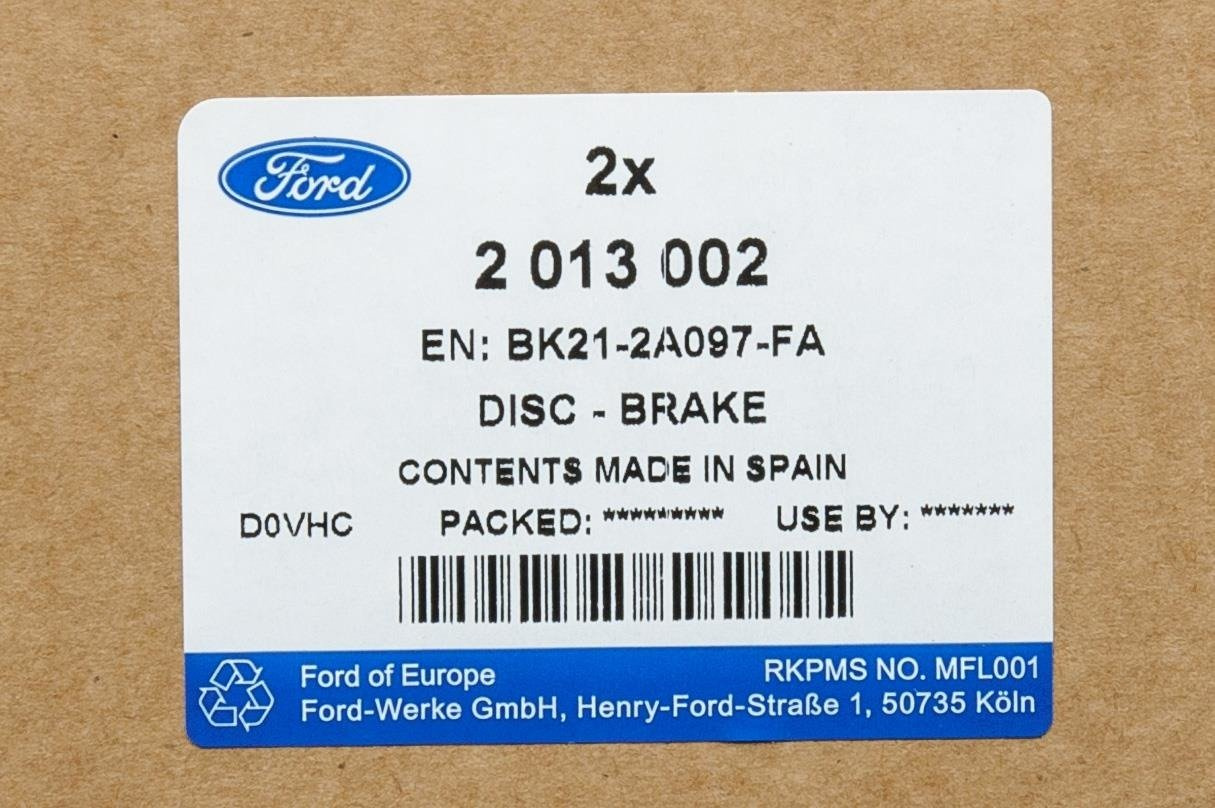 Ford
2x
2 013 002
EN: BK21-2A097-FA
DISC - BRAKE
CONTENTS MADE IN SPAIN
D0VHC PACKED: ********* USE BY: *******
Ford of Europe RKPMS NO. MFL001
Ford-Werke GmbH, Henry-Ford-Straße 1, 50735 Köln